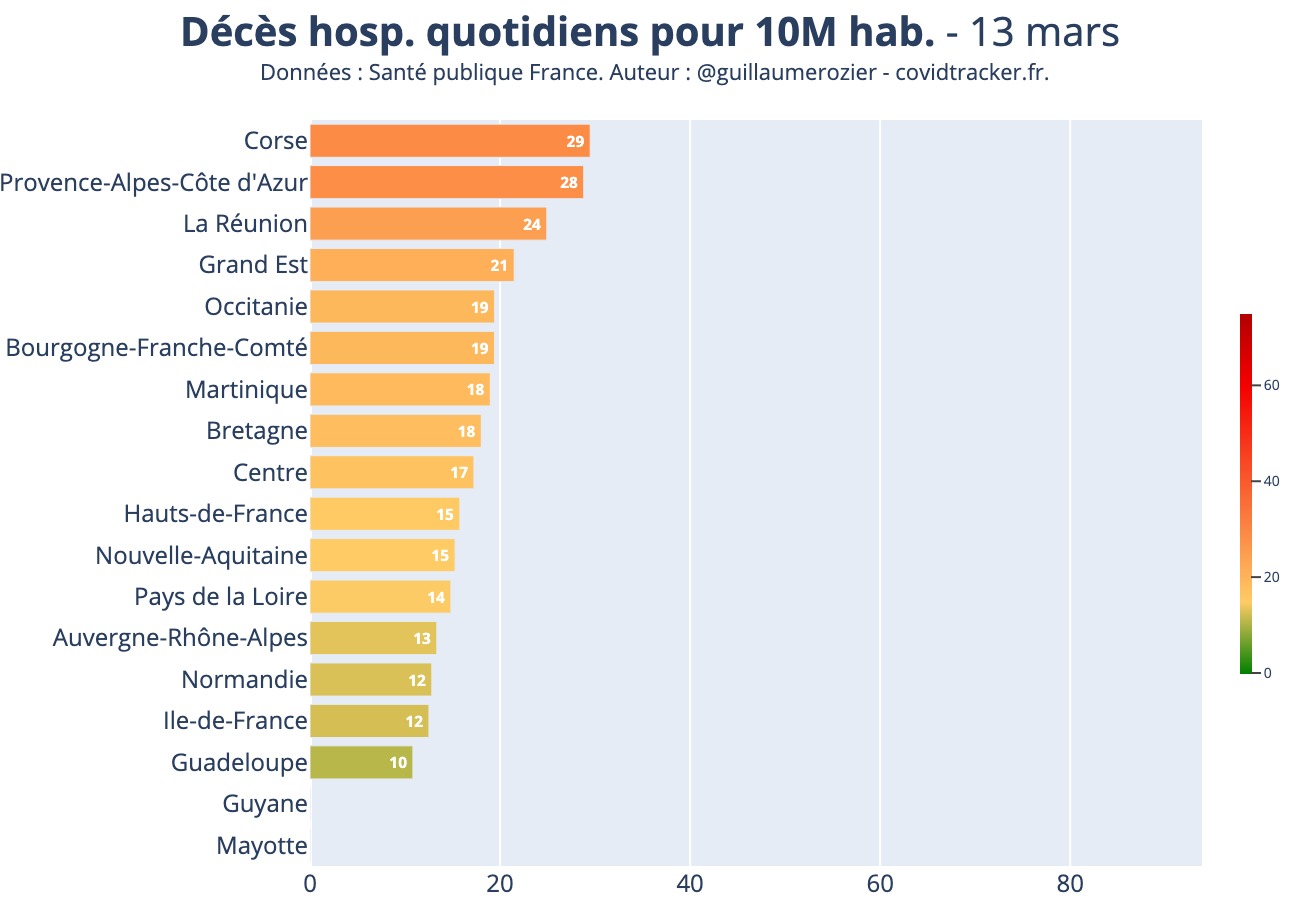 Décès hosp. quotidiens pour 10M hab. - 13 mars
Données : Santé publique France. Auteur : @guillaumerozier - covidtracker.fr.
Corse 29
Provence-Alpes-Côte d'Azur 28
La Réunion 24
Grand Est 21
Occitanie 19
Bourgogne-Franche-Comté 19
Martinique 18
Bretagne 18
Centre 17
Hauts-de-France 15
Nouvelle-Aquitaine 15
Pays de la Loire 14
Auvergne-Rhône-Alpes 13
Normandie 12
Ile-de-France 12
Guadeloupe 10
Guyane
Mayotte
0 20 40 60 80
60
40
20
0